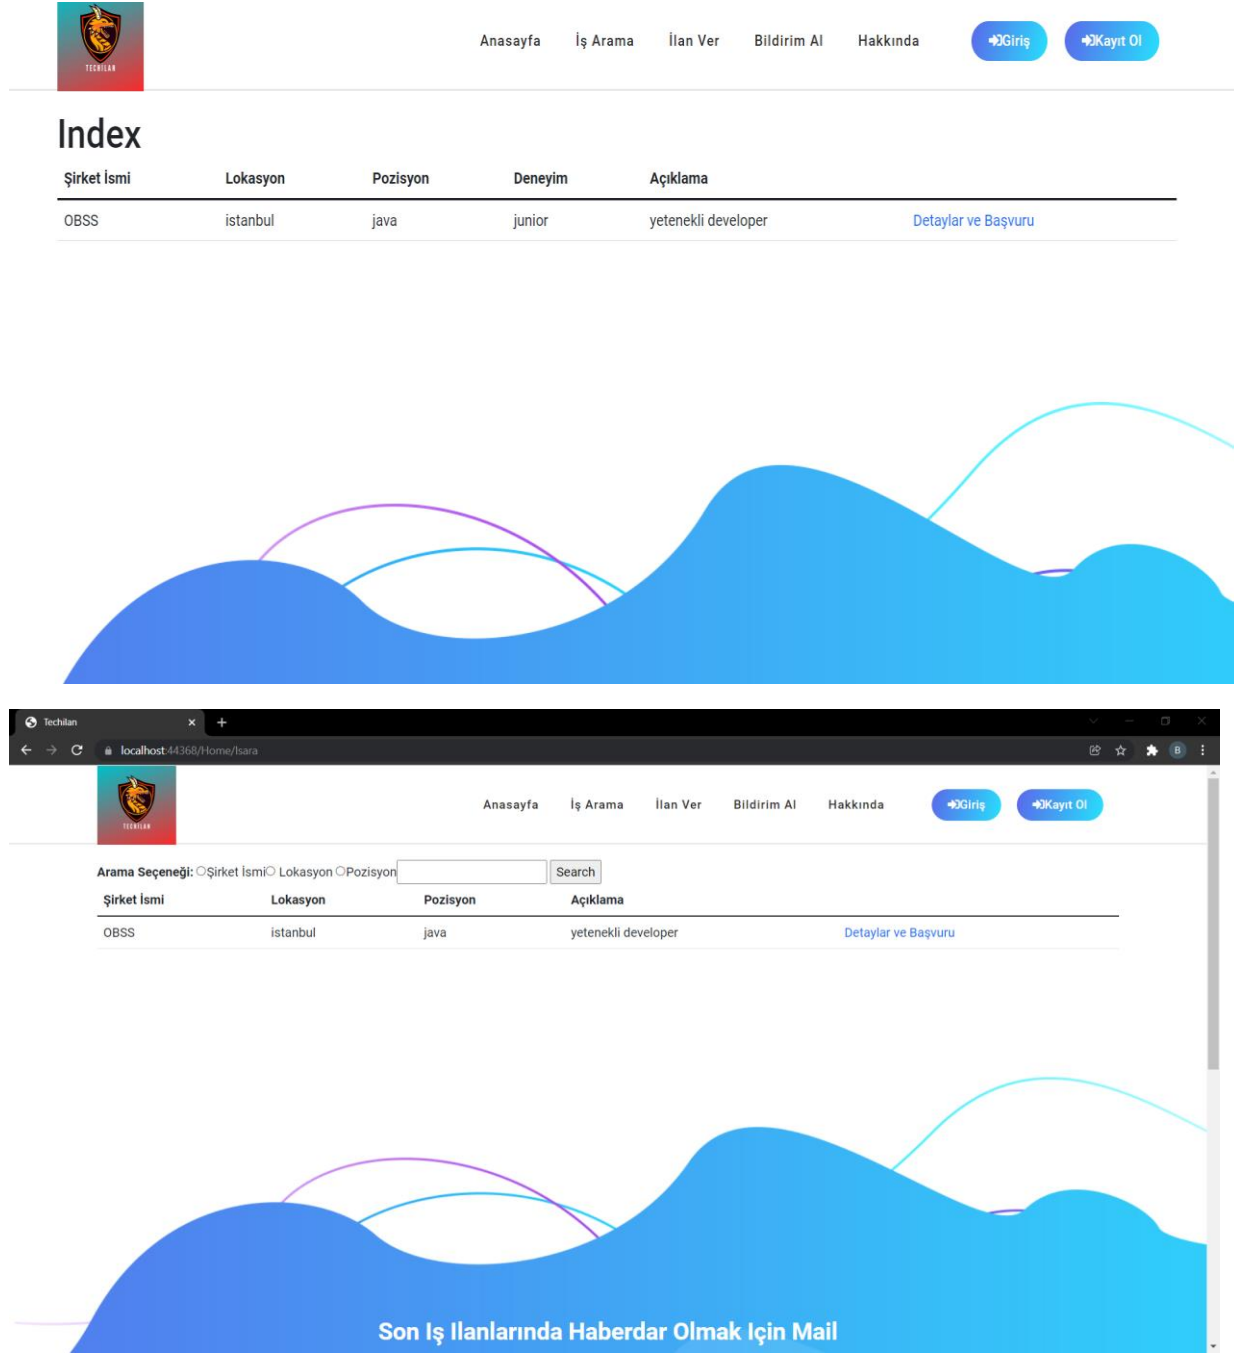 TECHILAN
Anasayfa İş Arama İlan Ver Bildirim Al Hakkında Giriş Kayıt Ol
Index
Şirket İsmi Lokasyon Pozisyon Deneyim Açıklama
OBSS istanbul java junior yetenekli developer Detaylar ve Başvuru
Techilan
localhost:44368/Home/Isara
B
TECHILAN
Anasayfa İş Arama İlan Ver Bildirim Al Hakkında Giriş Kayıt Ol
Arama Seçeneği: Şirket İsmi Lokasyon Pozisyon Search
Şirket İsmi Lokasyon Pozisyon Açıklama
OBSS istanbul java yetenekli developer Detaylar ve Başvuru
Son Iş Ilanlarında Haberdar Olmak Için Mail